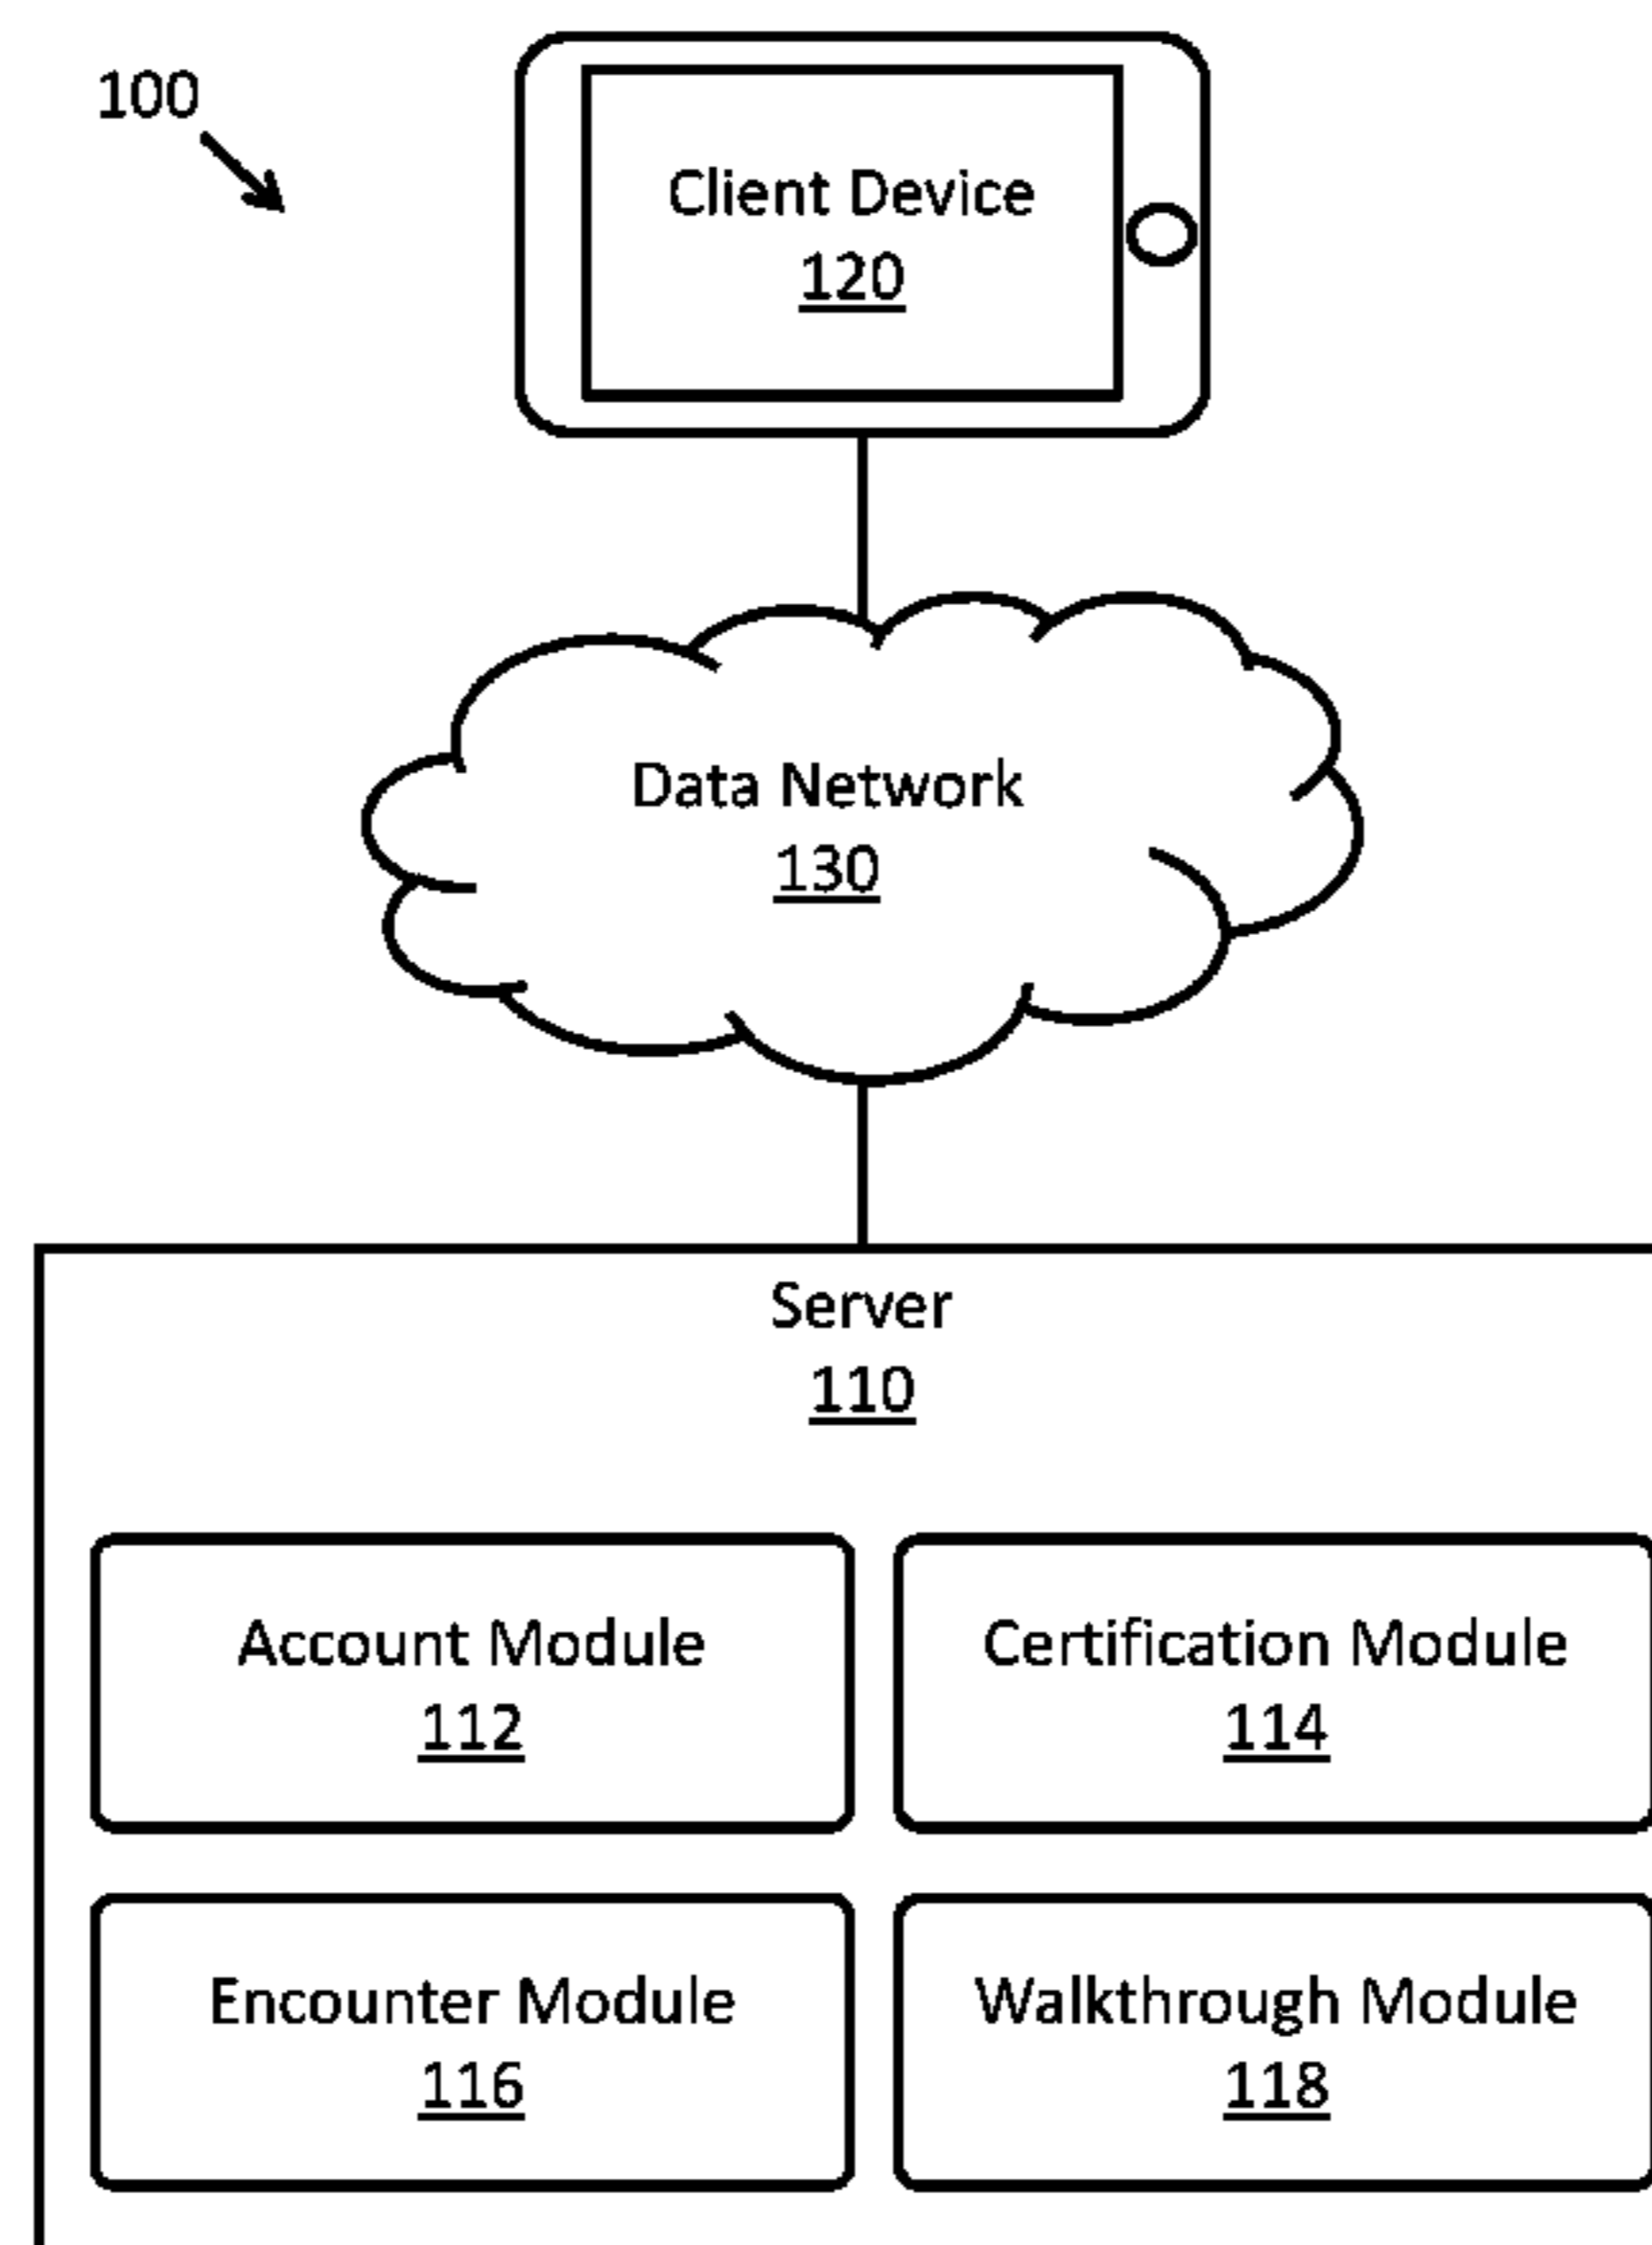 100
Client Device
120
Data Network
130
Server
110
Account Module
112
Certification Module
114
Encounter Module
116
Walkthrough Module
118